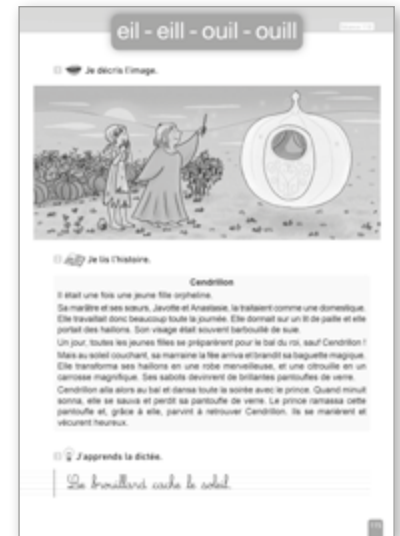 eil - eill - ouil - ouill
Je décris l'image.
Je lis l'histoire.
Cendrillon
Il était une fois une jeune fille orpheline.
Sa marâtre et ses sœurs, Javotte et Anastasie, la traitaient comme une domestique.
Elle travaillait donc beaucoup toute la journée. Elle dormait sur un lit de paille et elle
portait des haillons. Son visage était souvent barbouillé de suie.
Un jour, toutes les jeunes filles se préparèrent pour le bal du roi, sauf Cendrillon !
Mais au soleil couchant, sa marraine la fée arriva et brandit sa baguette magique.
Elle transforma ses haillons en une robe merveilleuse, et une citrouille en un
carrosse magnifique. Ses sabots devinrent de brillantes pantoufles de verre.
Cendrillon alla alors au bal et dansa toute la soirée avec le prince. Quand minuit
sonna, elle se sauva et perdit sa pantoufle de verre. Le prince ramassa cette
pantoufle et, grâce à elle, parvint à retrouver Cendrillon. Ils se marièrent et
vécurent heureux.
J'apprends la dictée.
Le brouillard cache le soleil.